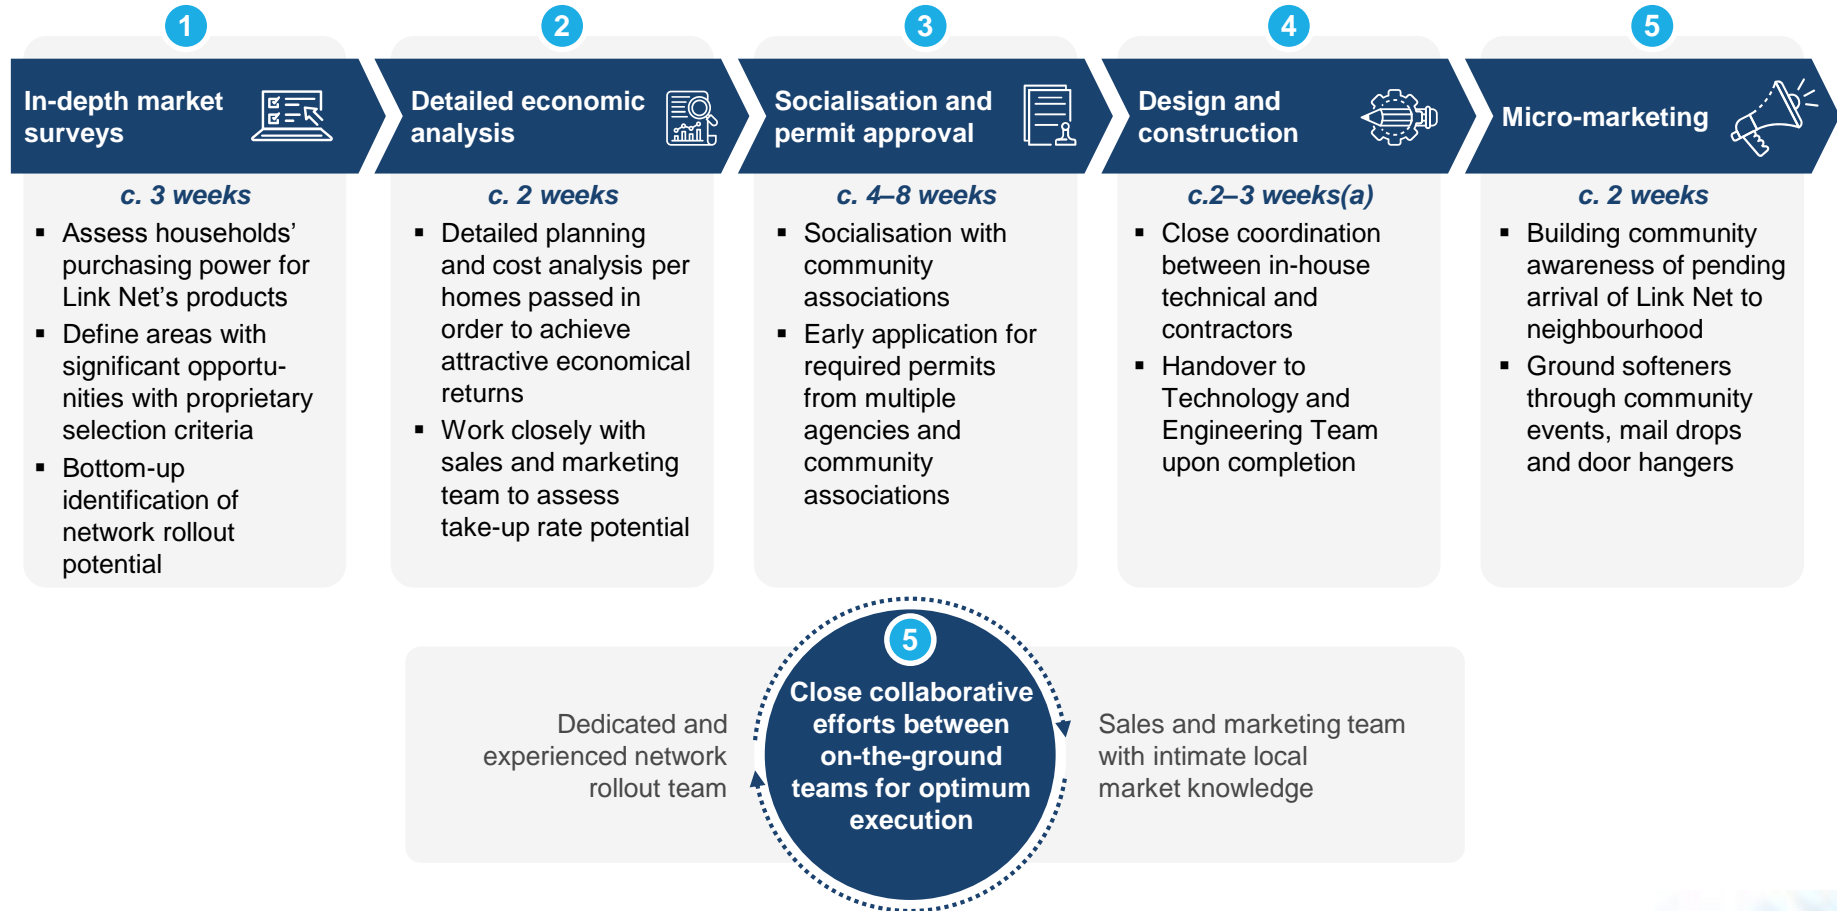 1
In-depth market
surveys
c. 3 weeks
▪ Assess households’
purchasing power for
Link Net’s products
▪ Define areas with
significant opportu-
nities with proprietary
selection criteria
▪ Bottom-up
identification of
network rollout
potential
2
Detailed economic
analysis
c. 2 weeks
▪ Detailed planning
and cost analysis per
homes passed in
order to achieve
attractive economical
returns
▪ Work closely with
sales and marketing
team to assess
take-up rate potential
3
Socialisation and
permit approval
c. 4–8 weeks
▪ Socialisation with
community
associations
▪ Early application for
required permits
from multiple
agencies and
community
associations
4
Design and
construction
c.2–3 weeks(a)
▪ Close coordination
between in-house
technical and
contractors
▪ Handover to
Technology and
Engineering Team
upon completion
5
Micro-marketing
c. 2 weeks
▪ Building community
awareness of pending
arrival of Link Net to
neighbourhood
▪ Ground softeners
through community
events, mail drops
and door hangers
Dedicated and
experienced network
rollout team
5
Close collaborative
efforts between
on-the-ground
teams for optimum
execution
Sales and marketing team
with intimate local
market knowledge